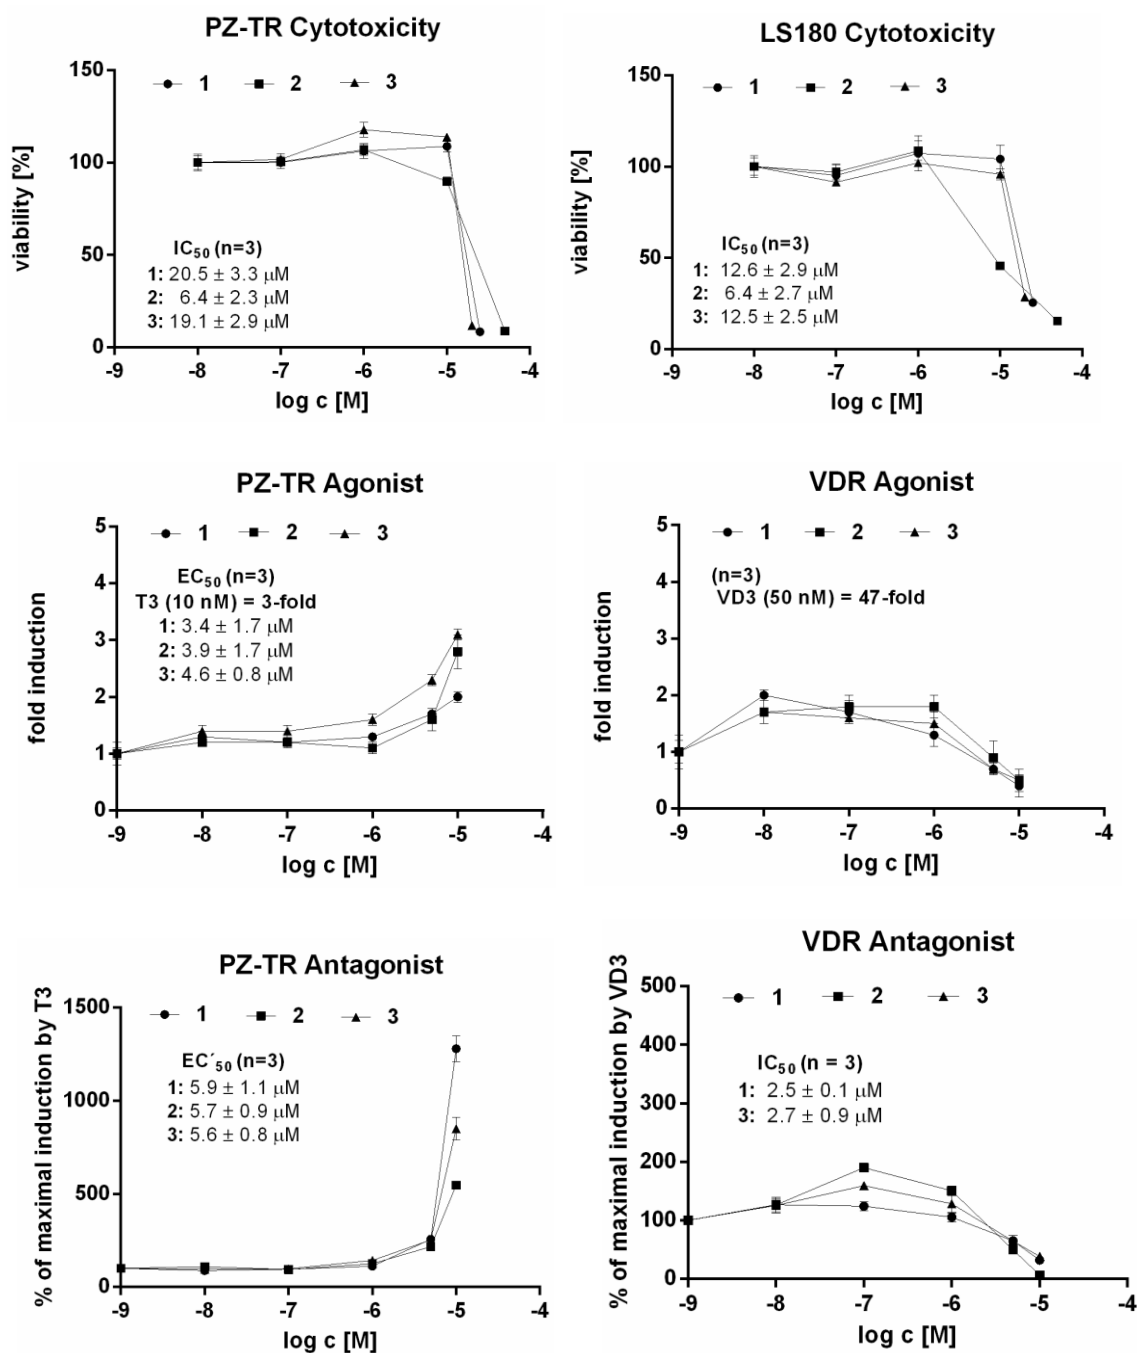 PZ-TR Cytotoxicity
1 2 3
viability [%]
150
100
50
0
IC50 (n=3)
1: 20.5 ± 3.3 μM
2: 6.4 ± 2.3 μM
3: 19.1 ± 2.9 μM
-9 -8 -7 -6 -5 -4
log c [M]
LS180 Cytotoxicity
1 2 3
viability [%]
150
100
50
0
IC50 (n=3)
1: 12.6 ± 2.9 μM
2: 6.4 ± 2.7 μM
3: 12.5 ± 2.5 μM
-9 -8 -7 -6 -5 -4
log c [M]
PZ-TR Agonist
1 2 3
fold induction
5
4
3
2
1
0
EC50 (n=3)
T3 (10 nM) = 3-fold
1: 3.4 ± 1.7 μM
2: 3.9 ± 1.7 μM
3: 4.6 ± 0.8 μM
-9 -8 -7 -6 -5 -4
log c [M]
VDR Agonist
1 2 3
fold induction
5
4
3
2
1
0
(n=3)
VD3 (50 nM) = 47-fold
-9 -8 -7 -6 -5 -4
log c [M]
PZ-TR Antagonist
1 2 3
% of maximal induction by T3
1500
1000
500
0
EC´50 (n=3)
1: 5.9 ± 1.1 μM
2: 5.7 ± 0.9 μM
3: 5.6 ± 0.8 μM
-9 -8 -7 -6 -5 -4
log c [M]
VDR Antagonist
1 2 3
% of maximal induction by VD3
500
400
300
200
100
0
IC50 (n = 3)
1: 2.5 ± 0.1 μM
3: 2.7 ± 0.9 μM
-9 -8 -7 -6 -5 -4
log c [M]